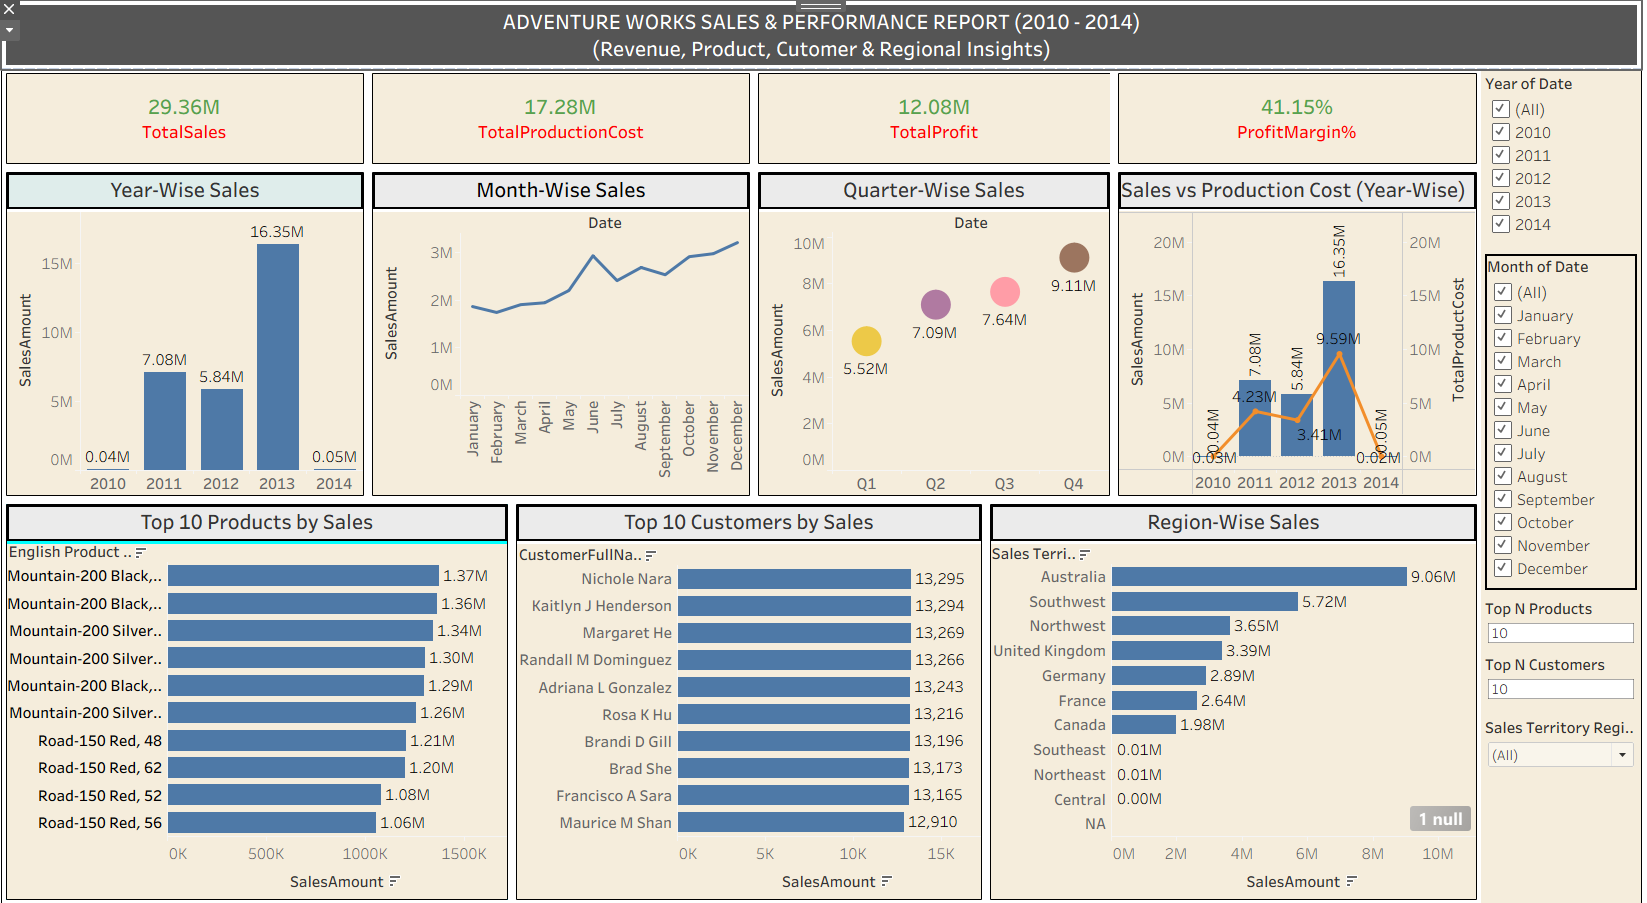 ADVENTURE WORKS SALES & PERFORMANCE REPORT (2010 - 2014)
(Revenue, Product, Cutomer & Regional Insights)
29.36M
TotalSales
17.28M
TotalProductionCost
12.08M
TotalProfit
41.15%
ProfitMargin%
Year-Wise Sales
SalesAmount
15M
10M
5M
0M
0.04M
7.08M
5.84M
16.35M
0.05M
2010
2011
2012
2013
2014
Month-Wise Sales
Date
SalesAmount
3M
2M
1M
0M
January
February
March
April
May
June
July
August
September
October
November
December
Quarter-Wise Sales
Date
SalesAmount
10M
8M
6M
4M
2M
0M
5.52M
7.09M
7.64M
9.11M
Q1
Q2
Q3
Q4
Sales vs Production Cost (Year-Wise)
SalesAmount
20M
15M
10M
5M
0M
0.04M
7.08M
5.84M
16.35M
0.05M
0.03M
4.23M
3.41M
9.59M
0.02M
20M
15M
10M
5M
0M
TotalProductCost
2010
2011
2012
2013
2014
Top 10 Products by Sales
English Product ..
Mountain-200 Black,.. 1.37M
Mountain-200 Black,.. 1.36M
Mountain-200 Silver.. 1.34M
Mountain-200 Silver.. 1.30M
Mountain-200 Black,.. 1.29M
Mountain-200 Silver.. 1.26M
Road-150 Red, 48 1.21M
Road-150 Red, 62 1.20M
Road-150 Red, 52 1.08M
Road-150 Red, 56 1.06M
0K 500K 1000K 1500K
SalesAmount
Top 10 Customers by Sales
CustomerFullNa..
Nichole Nara 13,295
Kaitlyn J Henderson 13,294
Margaret He 13,269
Randall M Dominguez 13,266
Adriana L Gonzalez 13,243
Rosa K Hu 13,216
Brandi D Gill 13,196
Brad She 13,173
Francisco A Sara 13,165
Maurice M Shan 12,910
0K 5K 10K 15K
SalesAmount
Region-Wise Sales
Sales Terri..
Australia 9.06M
Southwest 5.72M
Northwest 3.65M
United Kingdom 3.39M
Germany 2.89M
France 2.64M
Canada 1.98M
Southeast 0.01M
Northeast 0.01M
Central 0.00M
NA
1 null
0M 2M 4M 6M 8M 10M
SalesAmount
Year of Date
(All)
2010
2011
2012
2013
2014
Month of Date
(All)
January
February
March
April
May
June
July
August
September
October
November
December
Top N Products
10
Top N Customers
10
Sales Territory Regi..
(All)